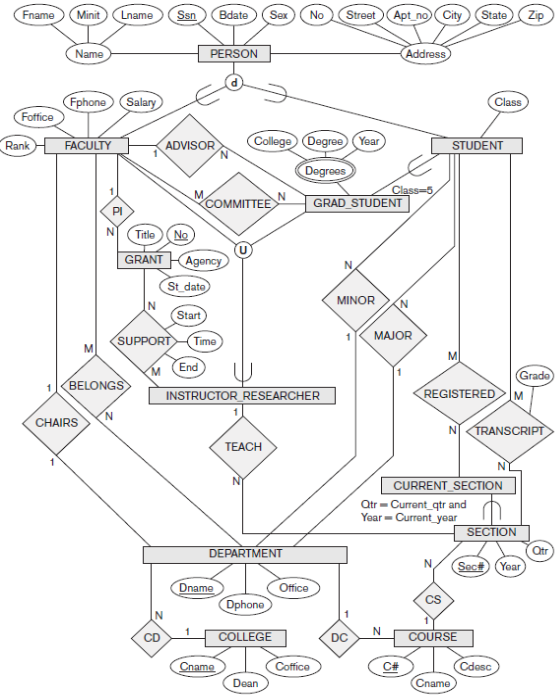 Fname Minit Lname Ssn Bdate Sex No Street Apt_no City State Zip
Name PERSON Address
d
Fphone Salary Class
Foffice
Rank FACULTY ADVISOR College Degree Year STUDENT
1 N
Degrees
Class=5
1 M COMMITTEE N GRAD_STUDENT
PI
N Title No
U
GRANT Agency
St_date
N
MINOR
N Start
N
SUPPORT Time
MAJOR
1
M End
M
1
M
Grade
1 BELONGS INSTRUCTOR_RESEARCHER REGISTERED M
CHAIRS N 1
TRANSCRIPT
TEACH
N
1
N
N
CURRENT_SECTION
Qtr = Current_qtr and
Year = Current_year
SECTION
DEPARTMENT
Qtr
Sec# Year
N
Dname Office
Dphone
CS
N 1 1
CD 1 COLLEGE DC N COURSE
Cname Coffice C# Cdesc
Dean Cname